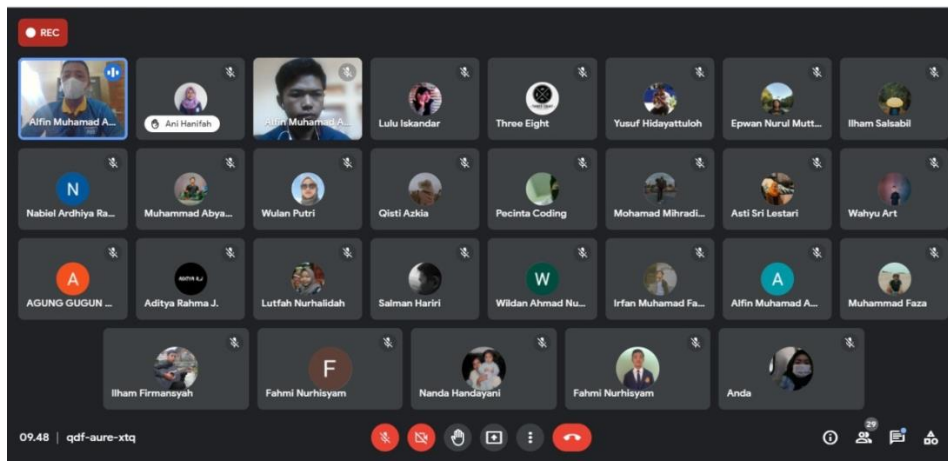 REC
Alfin Muhamad A...
Ani Hanifah
Alfin Muhamad A...
Lulu Iskandar
Three Eight
Yusuf Hidayattuloh
Epwan Nurul Mutt...
Ilham Salsabil
N
Nabiel Ardhiya Ra...
Muhammad Abya...
Wulan Putri
Qisti Azkia
Pecinta Coding
Mohamad Mihradi...
Asti Sri Lestari
Wahyu Art
A
AGUNG GUGUN ...
ADITYA RJ
Aditya Rahma J.
Lutfah Nurhalidah
Salman Hariri
W
Wildan Ahmad Nu...
Irfan Muhamad Fa...
A
Alfin Muhamad A...
Muhammad Faza
Ilham Firmansyah
F
Fahmi Nurhisyam
Nanda Handayani
Fahmi Nurhisyam
Anda
09.48 | qdf-aure-xtq
29